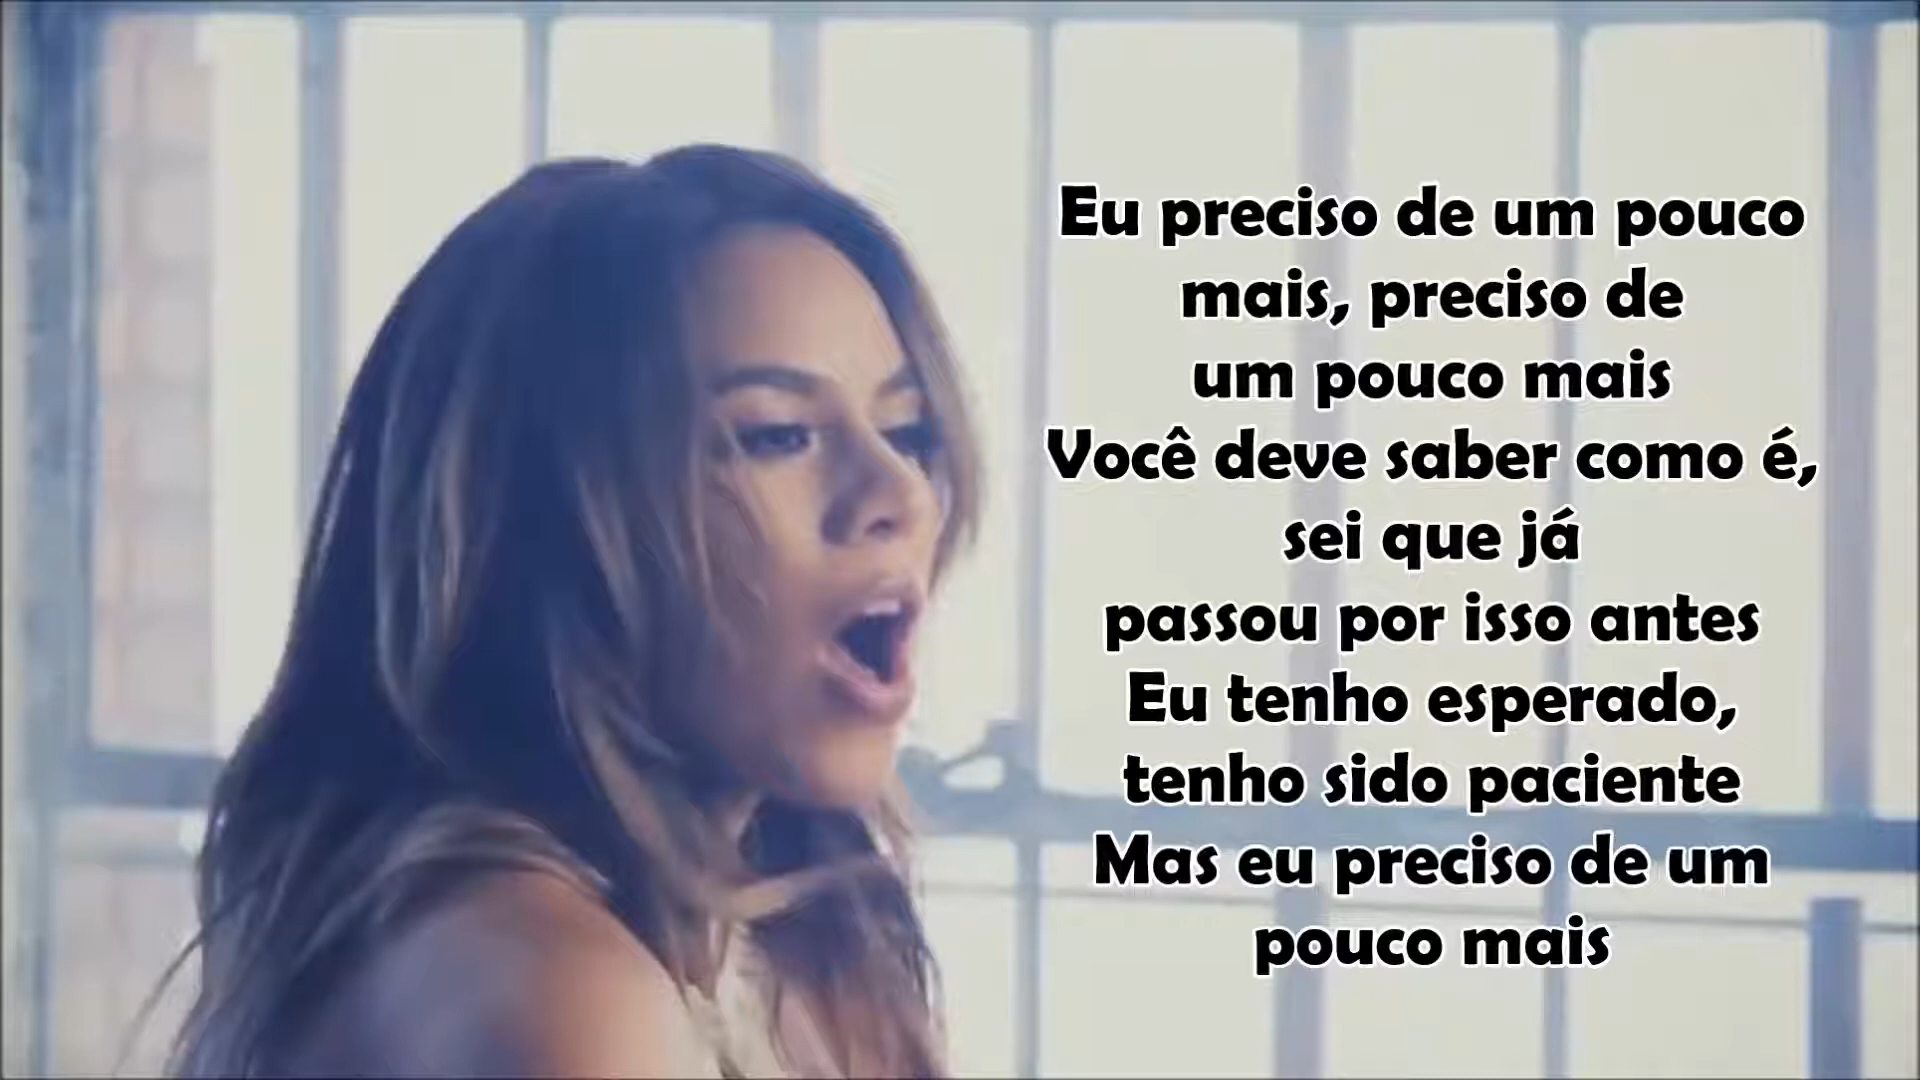 Eu preciso de um pouco
mais, preciso de
um pouco mais
Você deve saber como é,
sei que já
passou por isso antes
Eu tenho esperado,
tenho sido paciente
Mas eu preciso de um
pouco mais